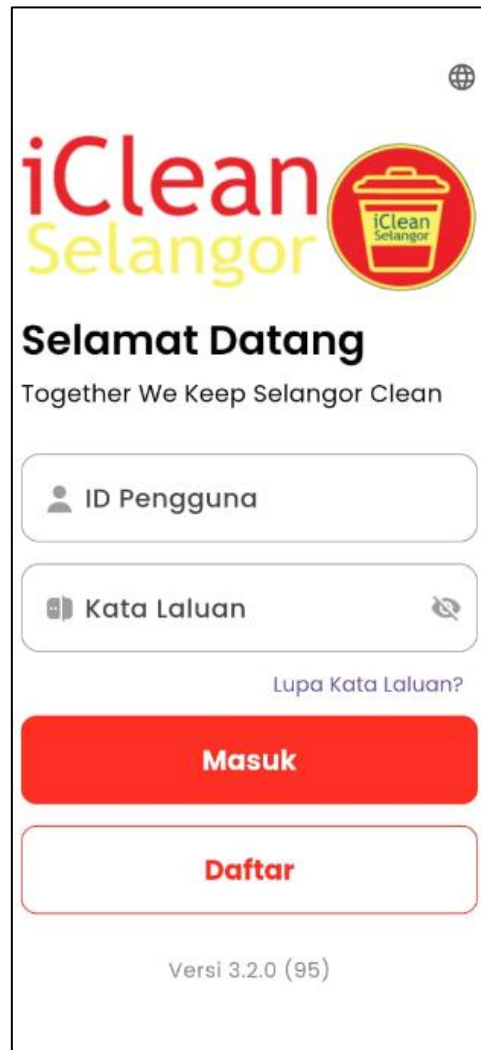 iClean
Selangor
iClean
Selangor
Selamat Datang
Together We Keep Selangor Clean
ID Pengguna
Kata Laluan
Lupa Kata Laluan?
Masuk
Daftar
Versi 3.2.0 (95)